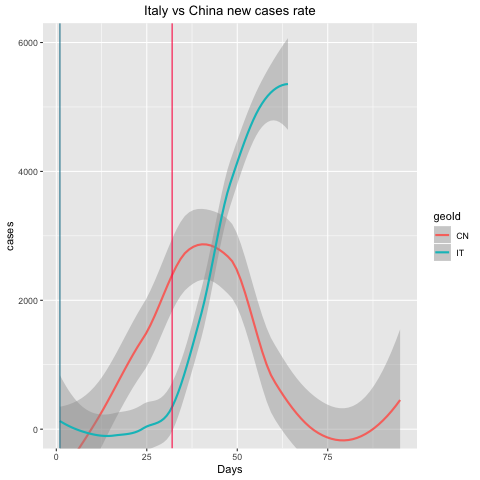 Italy vs China new cases rate
6000
4000
2000
0
cases
0 25 50 75
Days
geoId
CN
IT